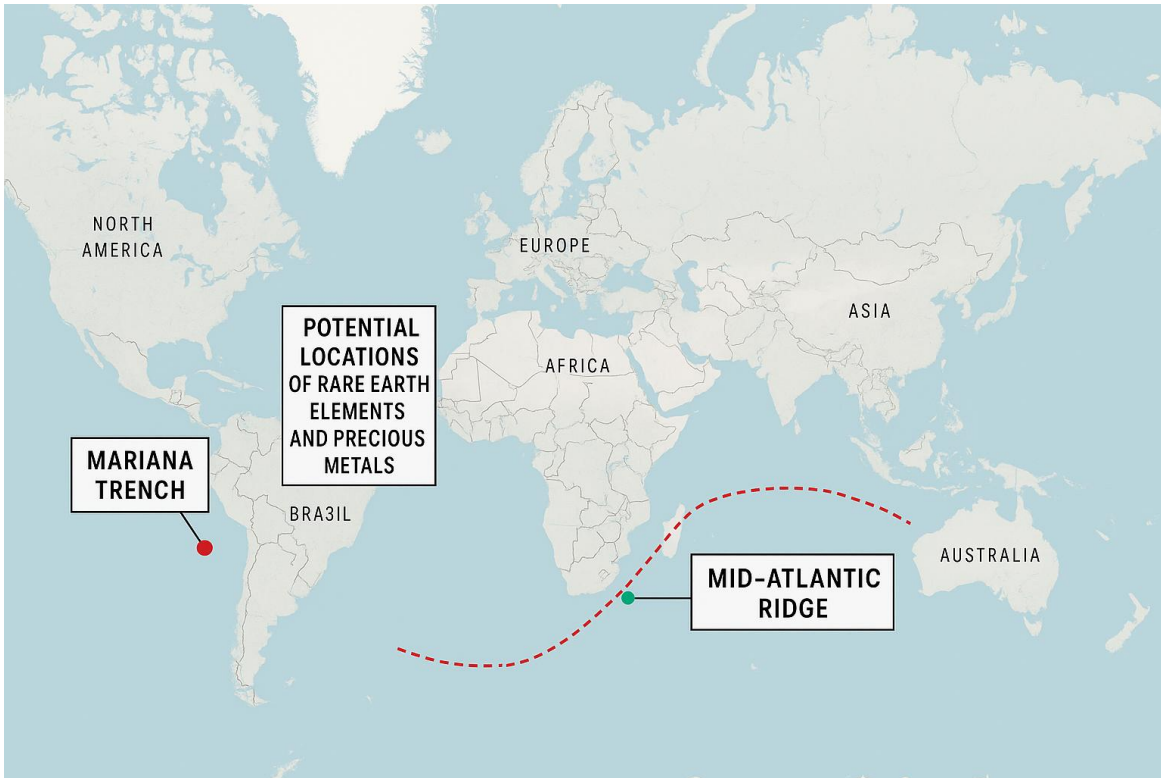 NORTH
AMERICA
EUROPE
ASIA
POTENTIAL
LOCATIONS
OF RARE EARTH
ELEMENTS
AND PRECIOUS
METALS
AFRICA
MARIANA
TRENCH
BRA3IL
AUSTRALIA
MID-ATLANTIC
RIDGE